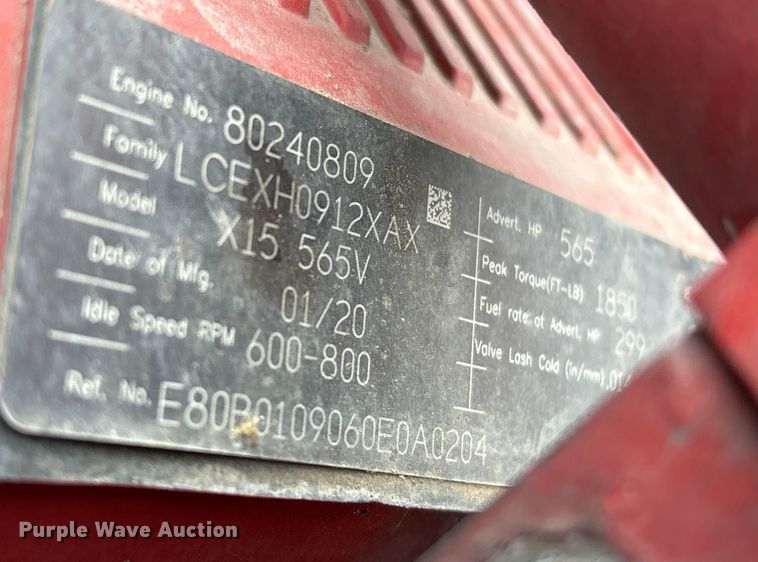 Engine No. 80240809
Family LCEXH0912XAX
Model X15 565V
Date of Mfg. 01/20
Idle Speed RPM 600-800
Ref. No. E80B0109060E0A0204
Advert. HP 565
Peak Torque(FT-LB) 1850
Fuel rate at Advert. HP 299
Valve Lash Cold (in/mm)
Purple Wave Auction